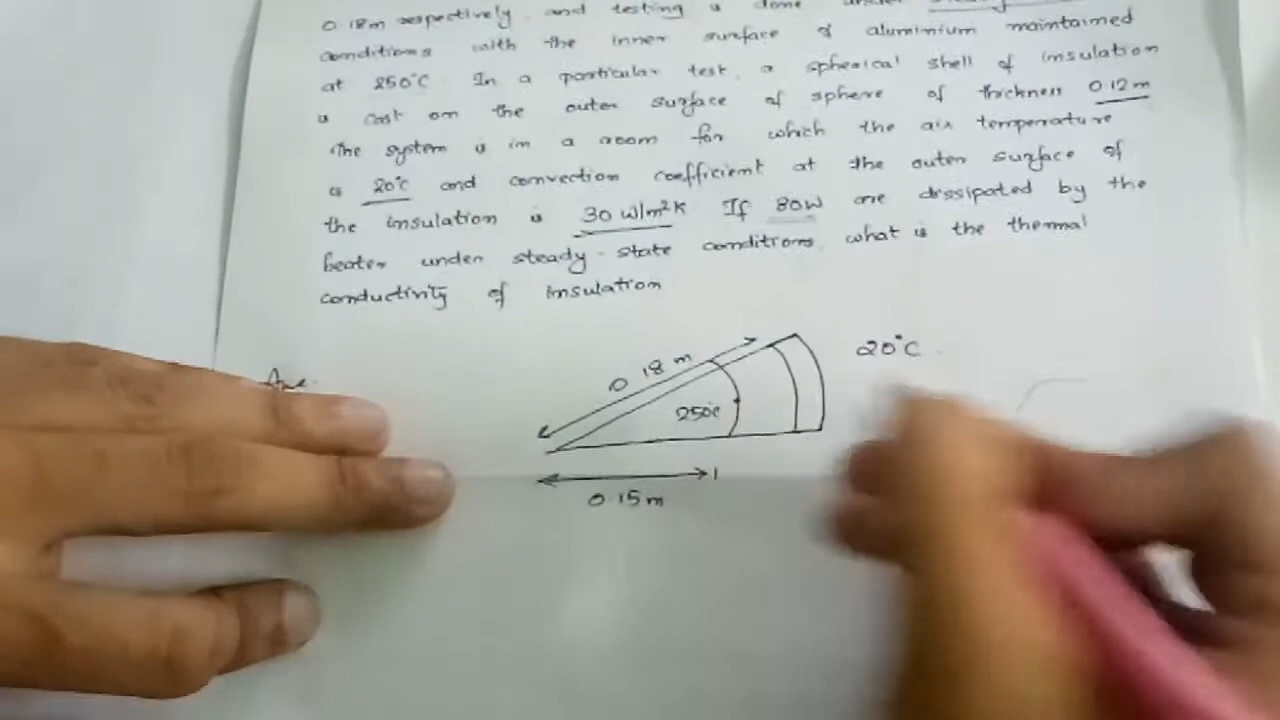 0.18m respectively, and testing is done under
conditions with the inner surface of aluminium maintained
at 250°C In a particular test, a spherical shell of insulation
is cast on the outer surface of sphere of thickness 0.12m
The system is in a room for which the air temperature
is 20°C and convection coefficient at the outer surface of
the insulation is 30 W/m²K If 80W are dissipated by the
heater under steady-state conditions, what is the thermal
conductivity of insulation
Ans.
0.18 m
20°C
250°C
0.15m